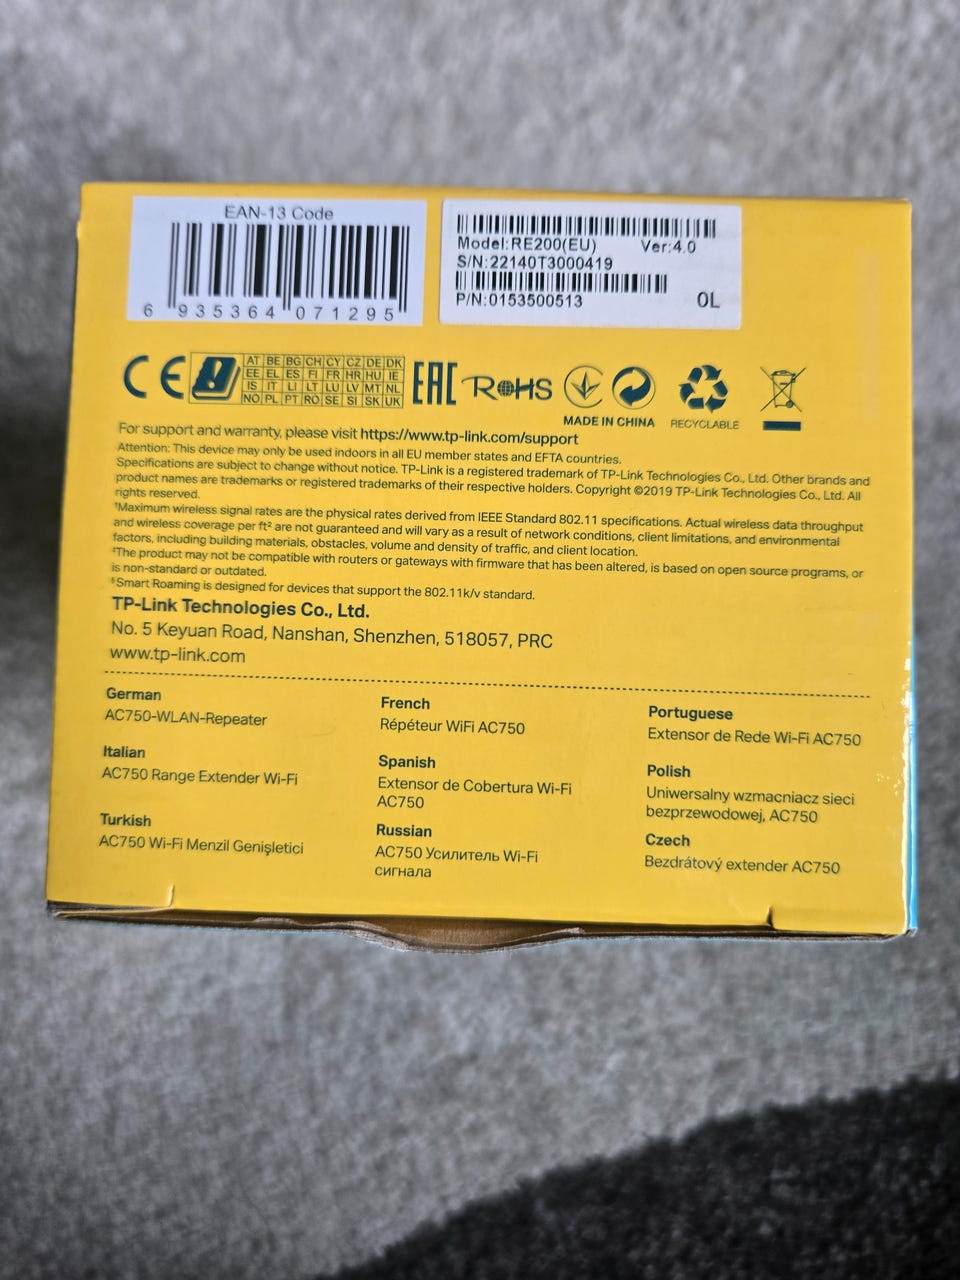 EAN-13 Code
6 935364 071295
Model:RE200(EU) Ver:4.0
S/N:22140T3000419
P/N:0153500513
0L
CE
AT BE BG CH CY CZ DE DK
EE EL ES FI FR HR HU IE
IS IT LI LT LU LV MT NL
NO PL PT RO SE SI SK UK
EAC
RoHS
MADE IN CHINA
RECYCLABLE
For support and warranty, please visit https://www.tp-link.com/support
Attention: This device may only be used indoors in all EU member states and EFTA countries.
Specifications are subject to change without notice. TP-Link is a registered trademark of TP-Link Technologies Co., Ltd. Other brands and
product names are trademarks or registered trademarks of their respective holders. Copyright ©2019 TP-Link Technologies Co., Ltd. All
rights reserved.
†Maximum wireless signal rates are the physical rates derived from IEEE Standard 802.11 specifications. Actual wireless data throughput
and wireless coverage per ft² are not guaranteed and will vary as a result of network conditions, client limitations, and environmental
factors, including building materials, obstacles, volume and density of traffic, and client location.
‡The product may not be compatible with routers or gateways with firmware that has been altered, is based on open source programs, or
is non-standard or outdated.
§Smart Roaming is designed for devices that support the 802.11k/v standard.
TP-Link Technologies Co., Ltd.
No. 5 Keyuan Road, Nanshan, Shenzhen, 518057, PRC
www.tp-link.com
German
AC750-WLAN-Repeater
Italian
AC750 Range Extender Wi-Fi
Turkish
AC750 Wi-Fi Menzil Genişletici
French
Répéteur WiFi AC750
Spanish
Extensor de Cobertura Wi-Fi
AC750
Russian
AC750 Усилитель Wi-Fi
сигнала
Portuguese
Extensor de Rede Wi-Fi AC750
Polish
Uniwersalny wzmacniacz sieci
bezprzewodowej, AC750
Czech
Bezdrátový extender AC750